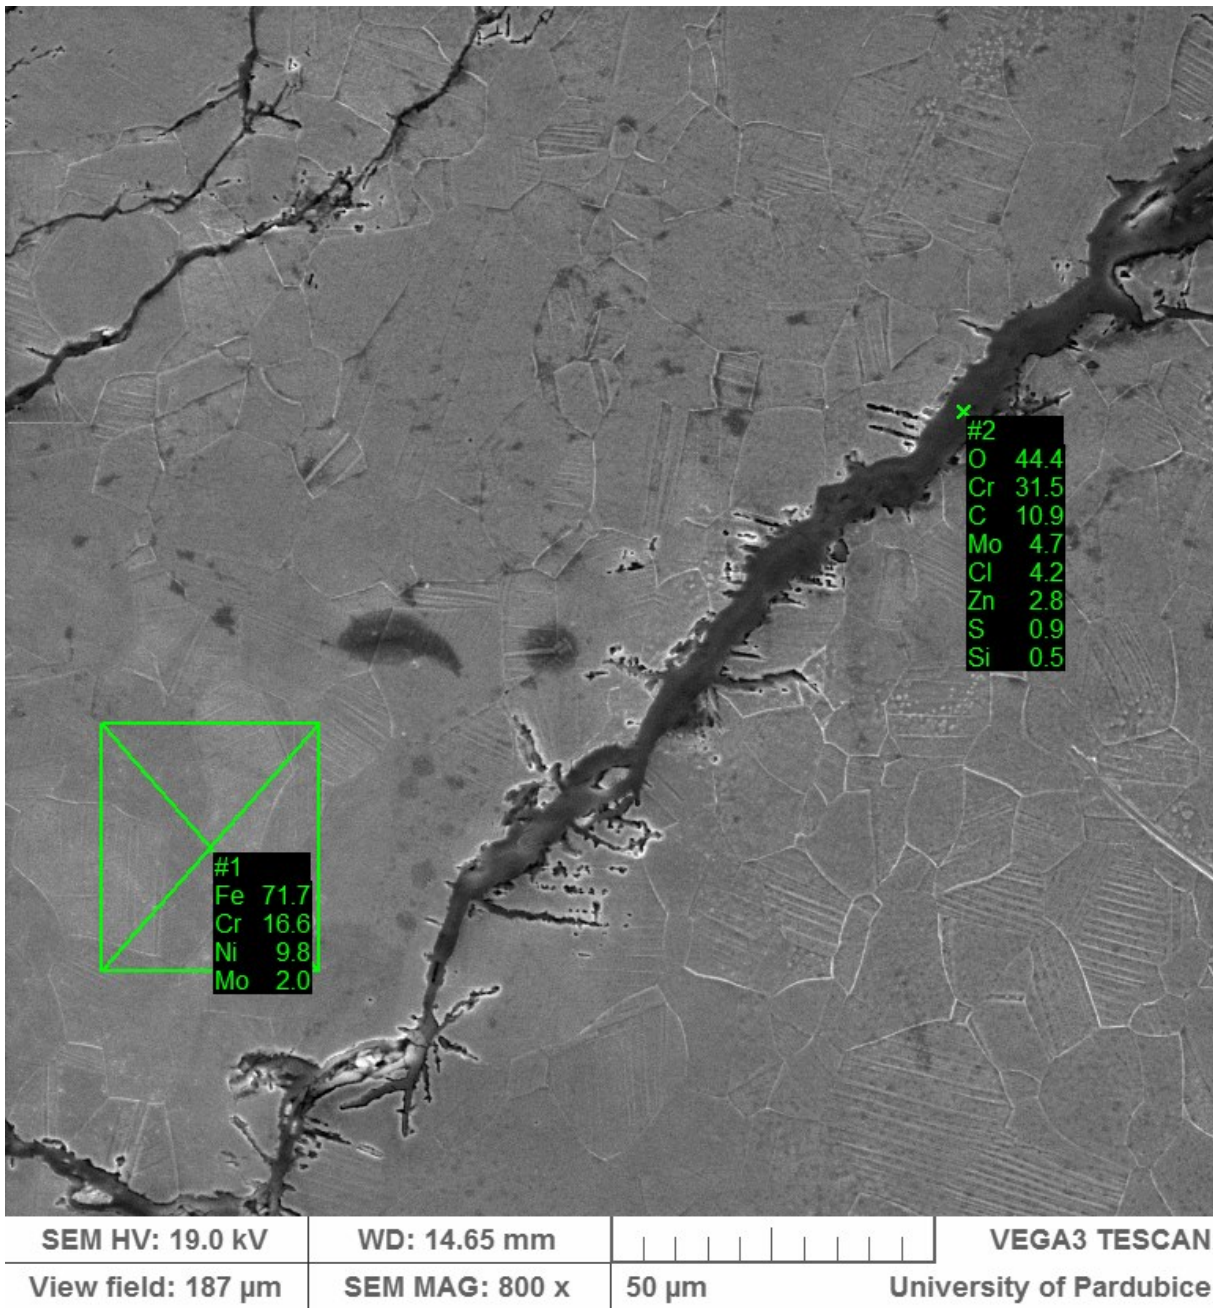 #2
O 44.4
Cr 31.5
C 10.9
Mo 4.7
Cl 4.2
Zn 2.8
S 0.9
Si 0.5
#1
Fe 71.7
Cr 16.6
Ni 9.8
Mo 2.0
SEM HV: 19.0 kV WD: 14.65 mm VEGA3 TESCAN
View field: 187 µm SEM MAG: 800 x 50 µm University of Pardubice